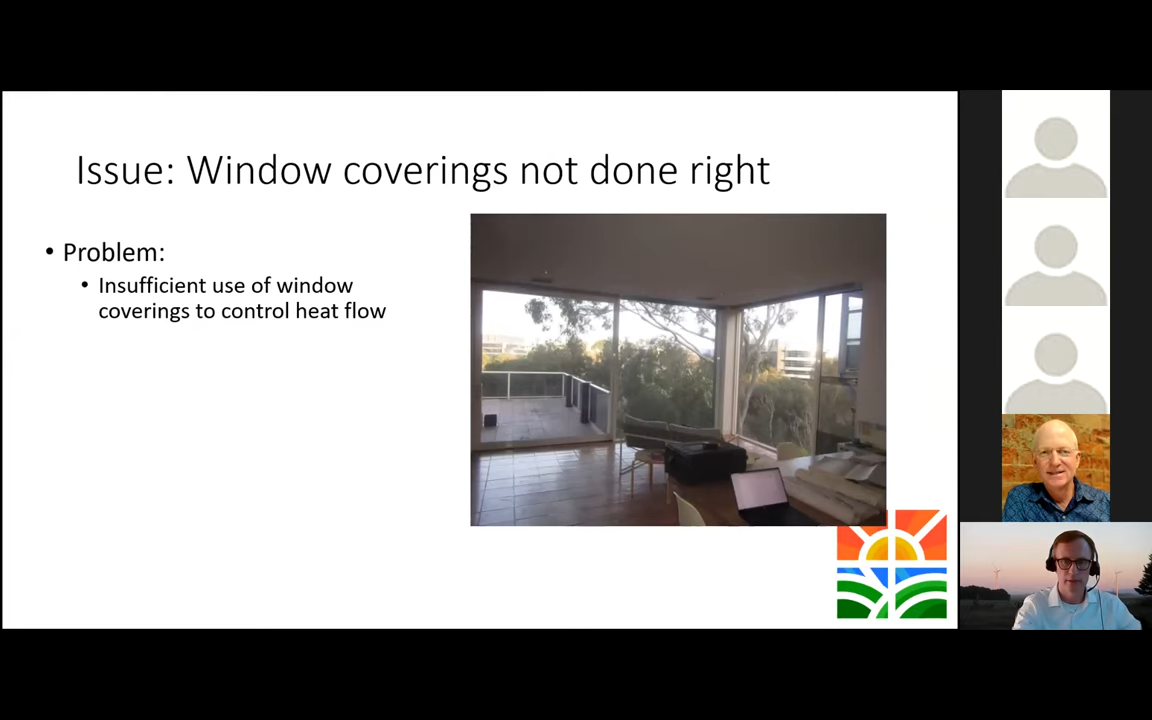 Issue: Window coverings not done right
• Problem:
• Insufficient use of window
coverings to control heat flow